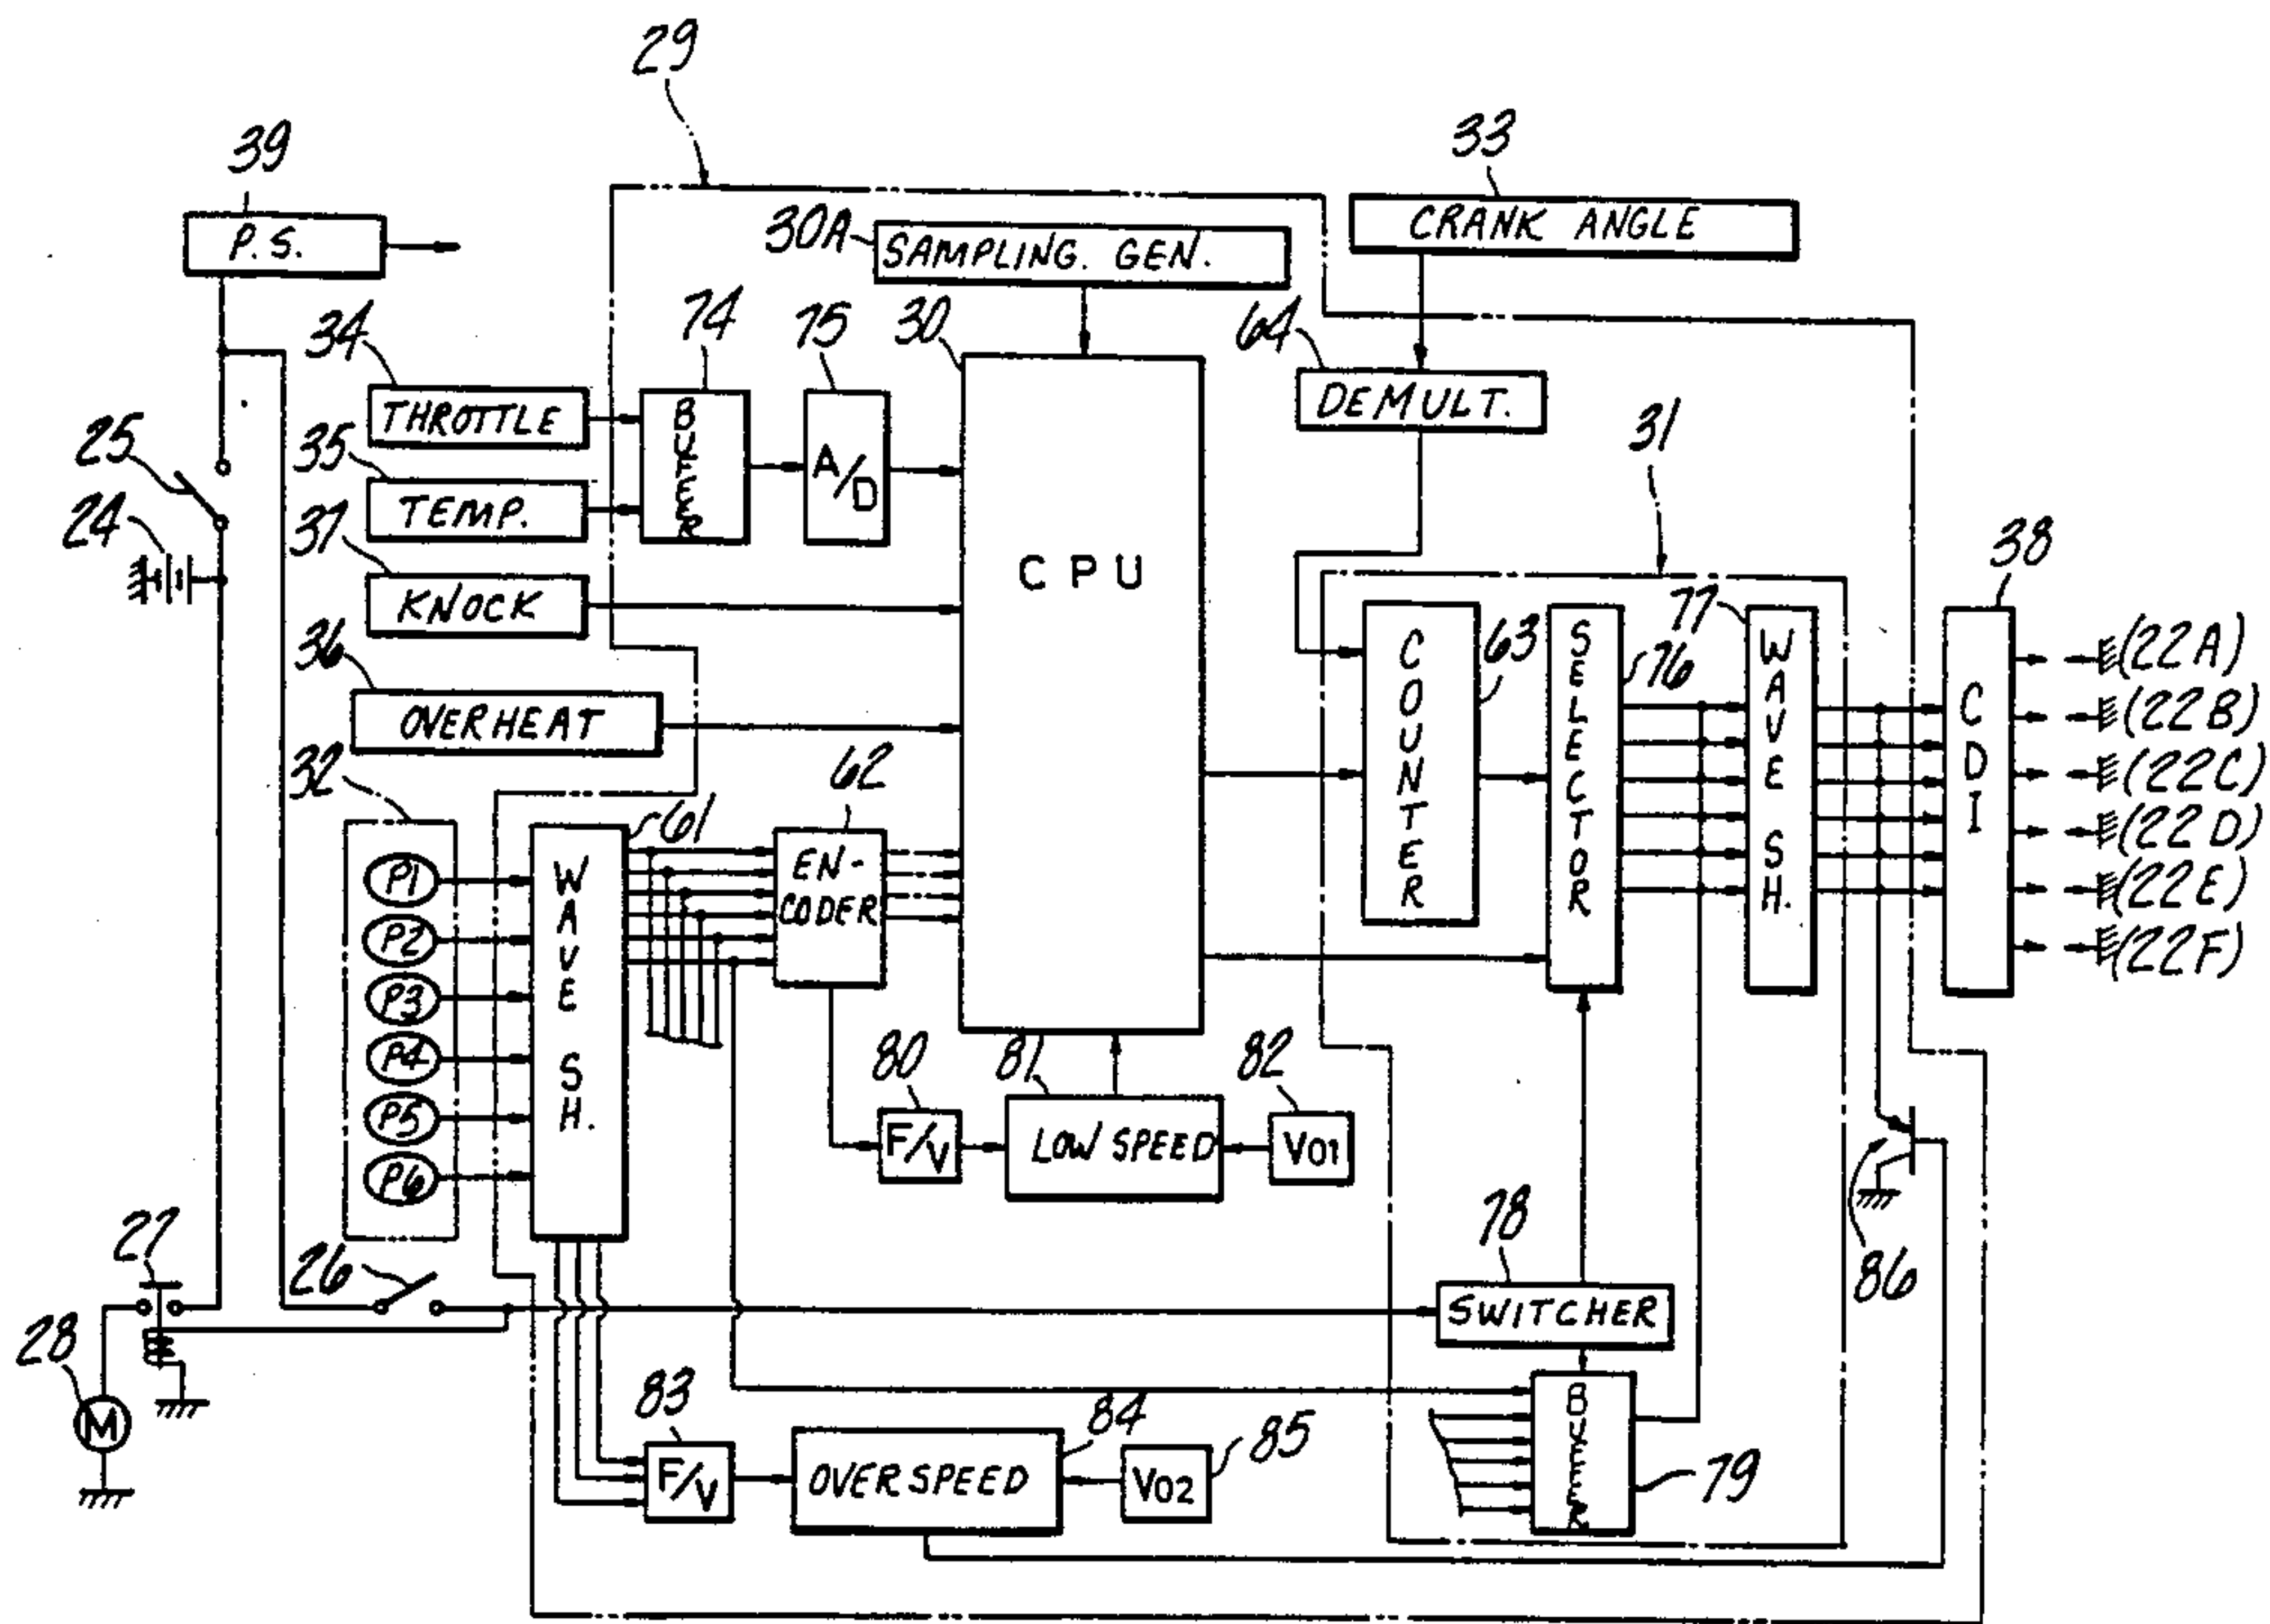 29
39
33
P.S.
30A
SAMPLING. GEN.
CRANK ANGLE
34
74
75
30
64
THROTTLE
BUFFER
A/D
DEMULT.
25
35
31
TEMP.
24
37
CPU
38
KNOCK
77
(22A)
36
COUNTER
63
SELECTOR
76
WAVE SH.
CDI
(22B)
OVERHEAT
(22C)
32
62
(22D)
61
EN-
CODER
(22E)
P1
WAVE SH.
(22F)
P2
P3
P4
80
81
82
P5
F/V
LOW SPEED
V01
P6
86
27
26
78
SWITCHER
28
M
83
84
85
BUFFER
79
F/V
OVERSPEED
V02